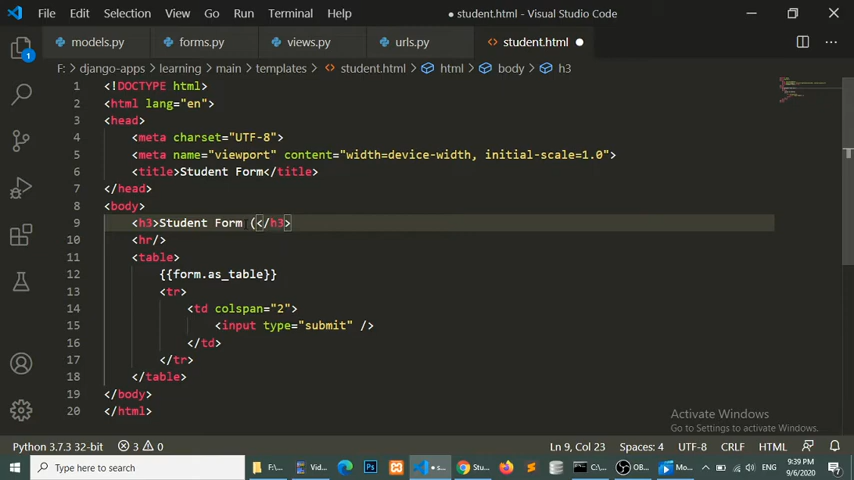 File Edit Selection View Go Run Terminal Help ● student.html - Visual Studio Code
models.py forms.py views.py urls.py student.html ●
F: > django-apps > learning > main > templates > student.html > html > body > h3
1 <!DOCTYPE html>
2 <html lang="en">
3 <head>
4 <meta charset="UTF-8">
5 <meta name="viewport" content="width=device-width, initial-scale=1.0">
6 <title>Student Form</title>
7 </head>
8 <body>
9 <h3>Student Form (</h3>
10 <hr/>
11 <table>
12 {{form.as_table}}
13 <tr>
14 <td colspan="2">
15 <input type="submit" />
16 </td>
17 </tr>
18 </table>
19 </body>
20 </html>
Activate Windows
Go to Settings to activate Windows.
Python 3.7.3 32-bit 3 0 Ln 9, Col 23 Spaces: 4 UTF-8 CRLF HTML
Type here to search F:\... Vid... s... Stu... C:\... OB... Mo... ENG 9:39 PM
9/6/2020